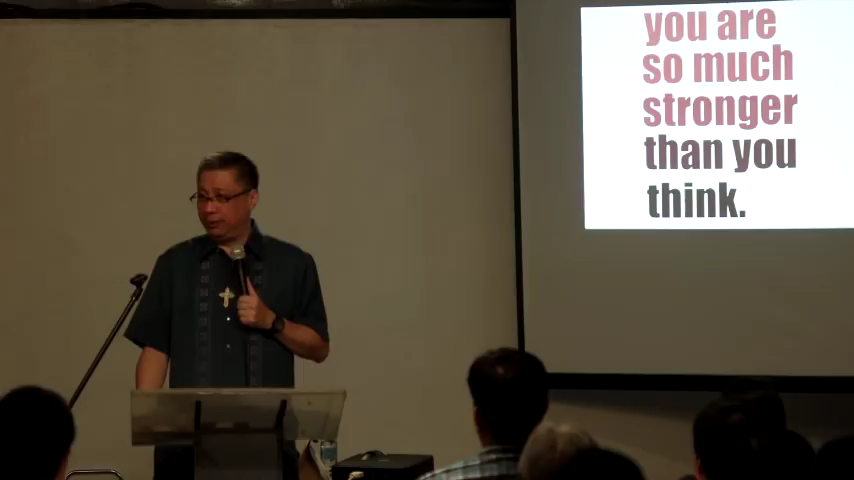 you are
so much
stronger
than you
think.